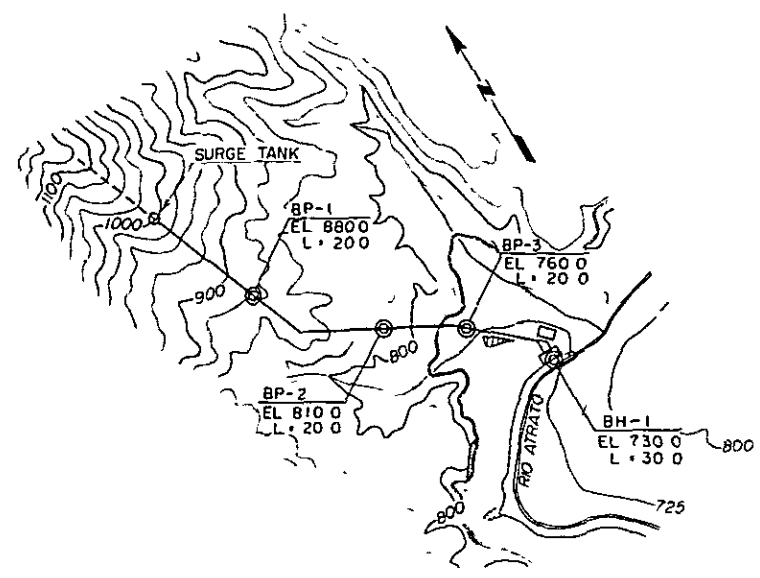 N
SURGE TANK
1100
1000
BP-1
EL 880 0
L = 20 0
BP-3
EL 760 0
L = 20 0
900
800
BP-2
EL 810 0
L = 20 0
RIO ATRATO
BH-1
EL 730 0
L = 30 0
800
725
800